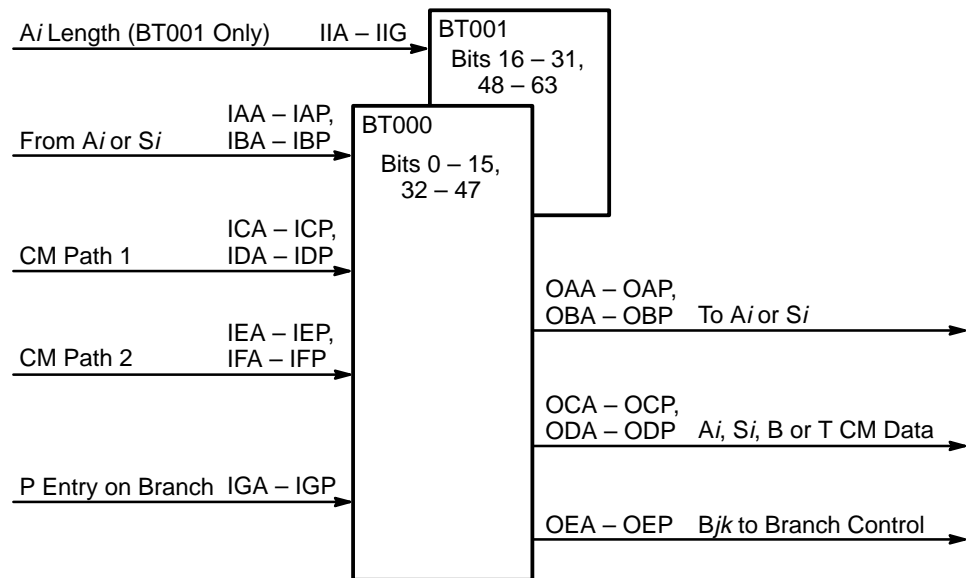 Ai Length (BT001 Only) IIA – IIG
BT001
Bits 16 – 31,
48 – 63
From Ai or Si
IAA – IAP,
IBA – IBP
BT000
Bits 0 – 15,
32 – 47
CM Path 1
ICA – ICP,
IDA – IDP
OAA – OAP,
OBA – OBP To Ai or Si
CM Path 2
IEA – IEP,
IFA – IFP
OCA – OCP,
ODA – ODP Ai, Si, B or T CM Data
P Entry on Branch IGA – IGP
OEA – OEP Bjk to Branch Control